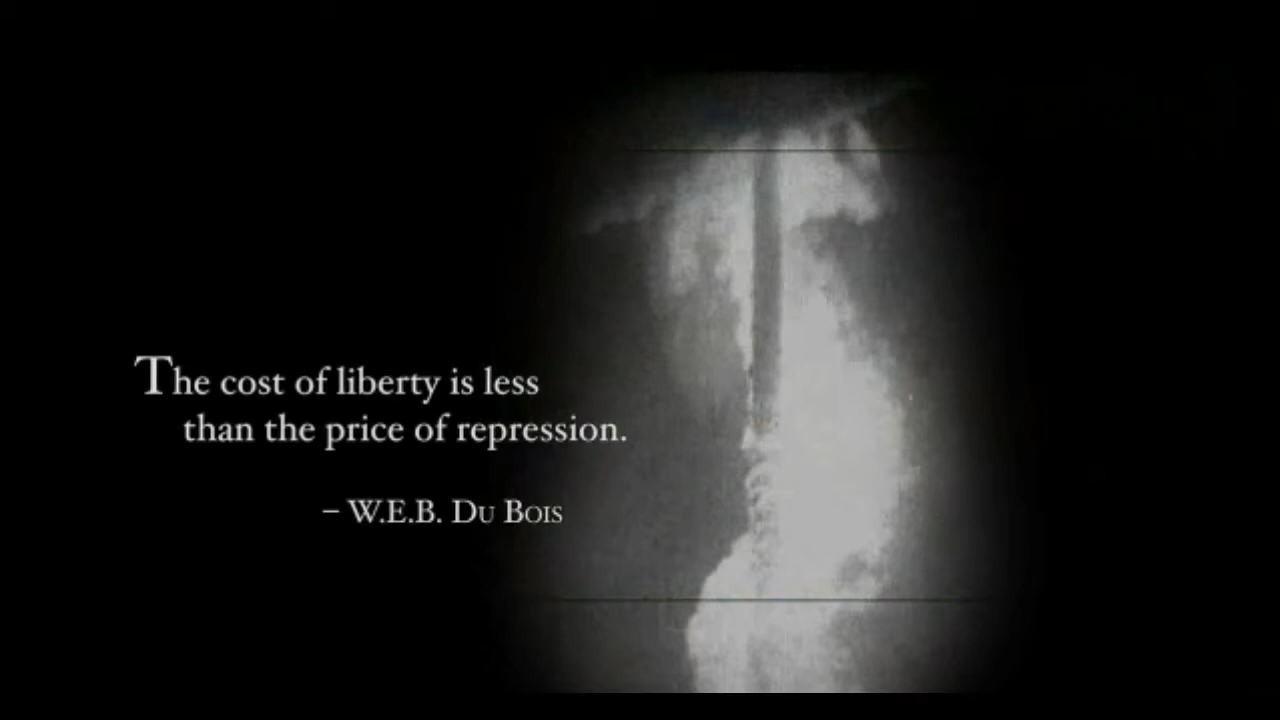 The cost of liberty is less
than the price of repression.
– W.E.B. Du Bois